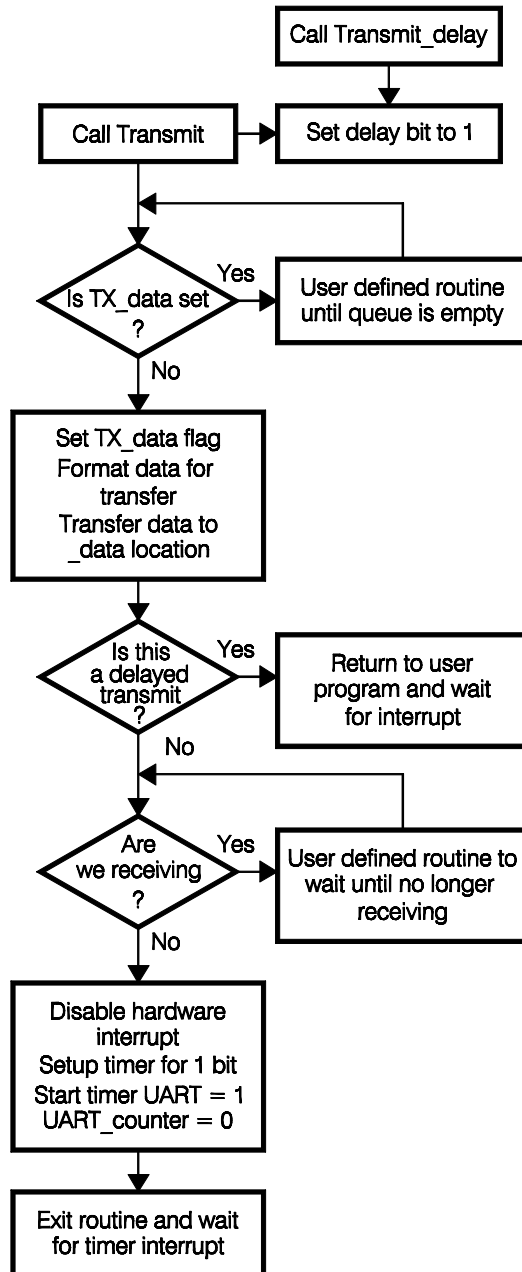 Call Transmit_delay
Call Transmit
Set delay bit to 1
Is TX_data set
?
Yes
User defined routine
until queue is empty
No
Set TX_data flag
Format data for
transfer
Transfer data to
_data location
Is this
a delayed
transmit
?
Yes
Return to user
program and wait
for interrupt
No
Are
we receiving
?
Yes
User defined routine to
wait until no longer
receiving
No
Disable hardware
interrupt
Setup timer for 1 bit
Start timer UART = 1
UART_counter = 0
Exit routine and wait
for timer interrupt